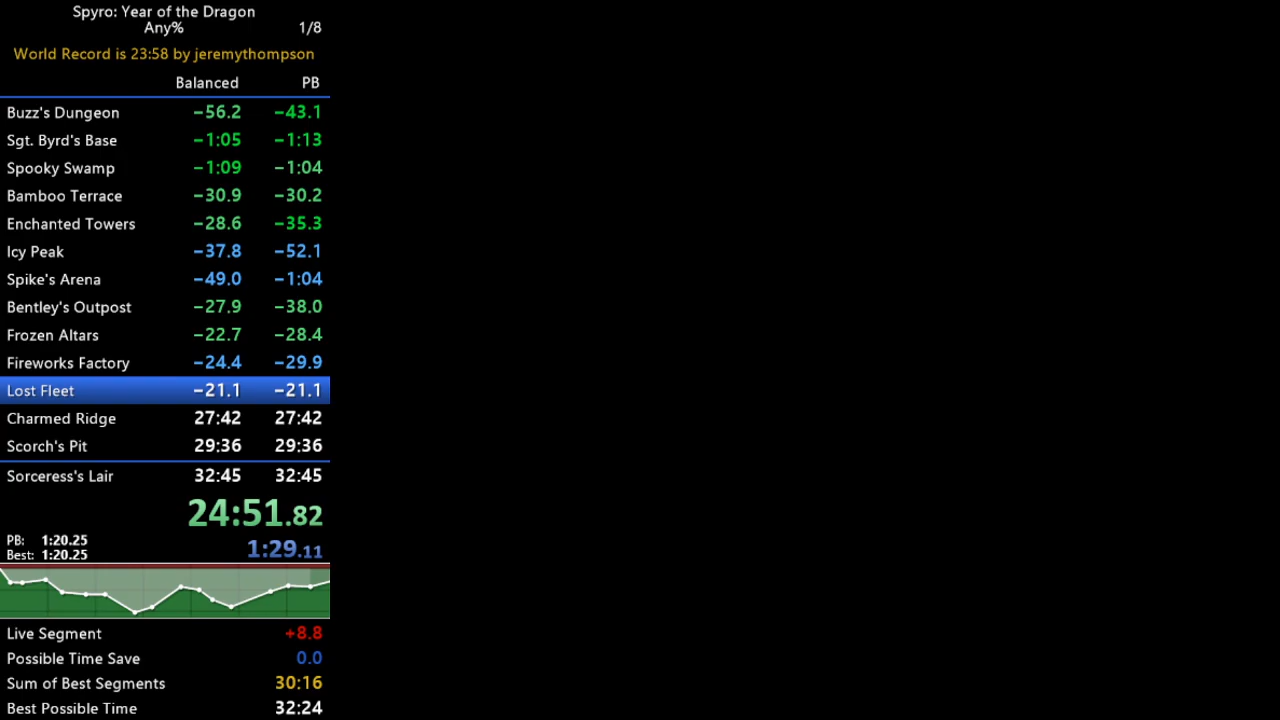 Spyro: Year of the Dragon
Any% 1/8
World Record is 23:58 by jeremythompson
Balanced PB
Buzz's Dungeon −56.2 −43.1
Sgt. Byrd's Base −1:05 −1:13
Spooky Swamp −1:09 −1:04
Bamboo Terrace −30.9 −30.2
Enchanted Towers −28.6 −35.3
Icy Peak −37.8 −52.1
Spike's Arena −49.0 −1:04
Bentley's Outpost −27.9 −38.0
Frozen Altars −22.7 −28.4
Fireworks Factory −24.4 −29.9
Lost Fleet −21.1 −21.1
Charmed Ridge 27:42 27:42
Scorch's Pit 29:36 29:36
Sorceress's Lair 32:45 32:45
24:51.82
PB: 1:20.25
Best: 1:20.25 1:29.11
Live Segment +8.8
Possible Time Save 0.0
Sum of Best Segments 30:16
Best Possible Time 32:24